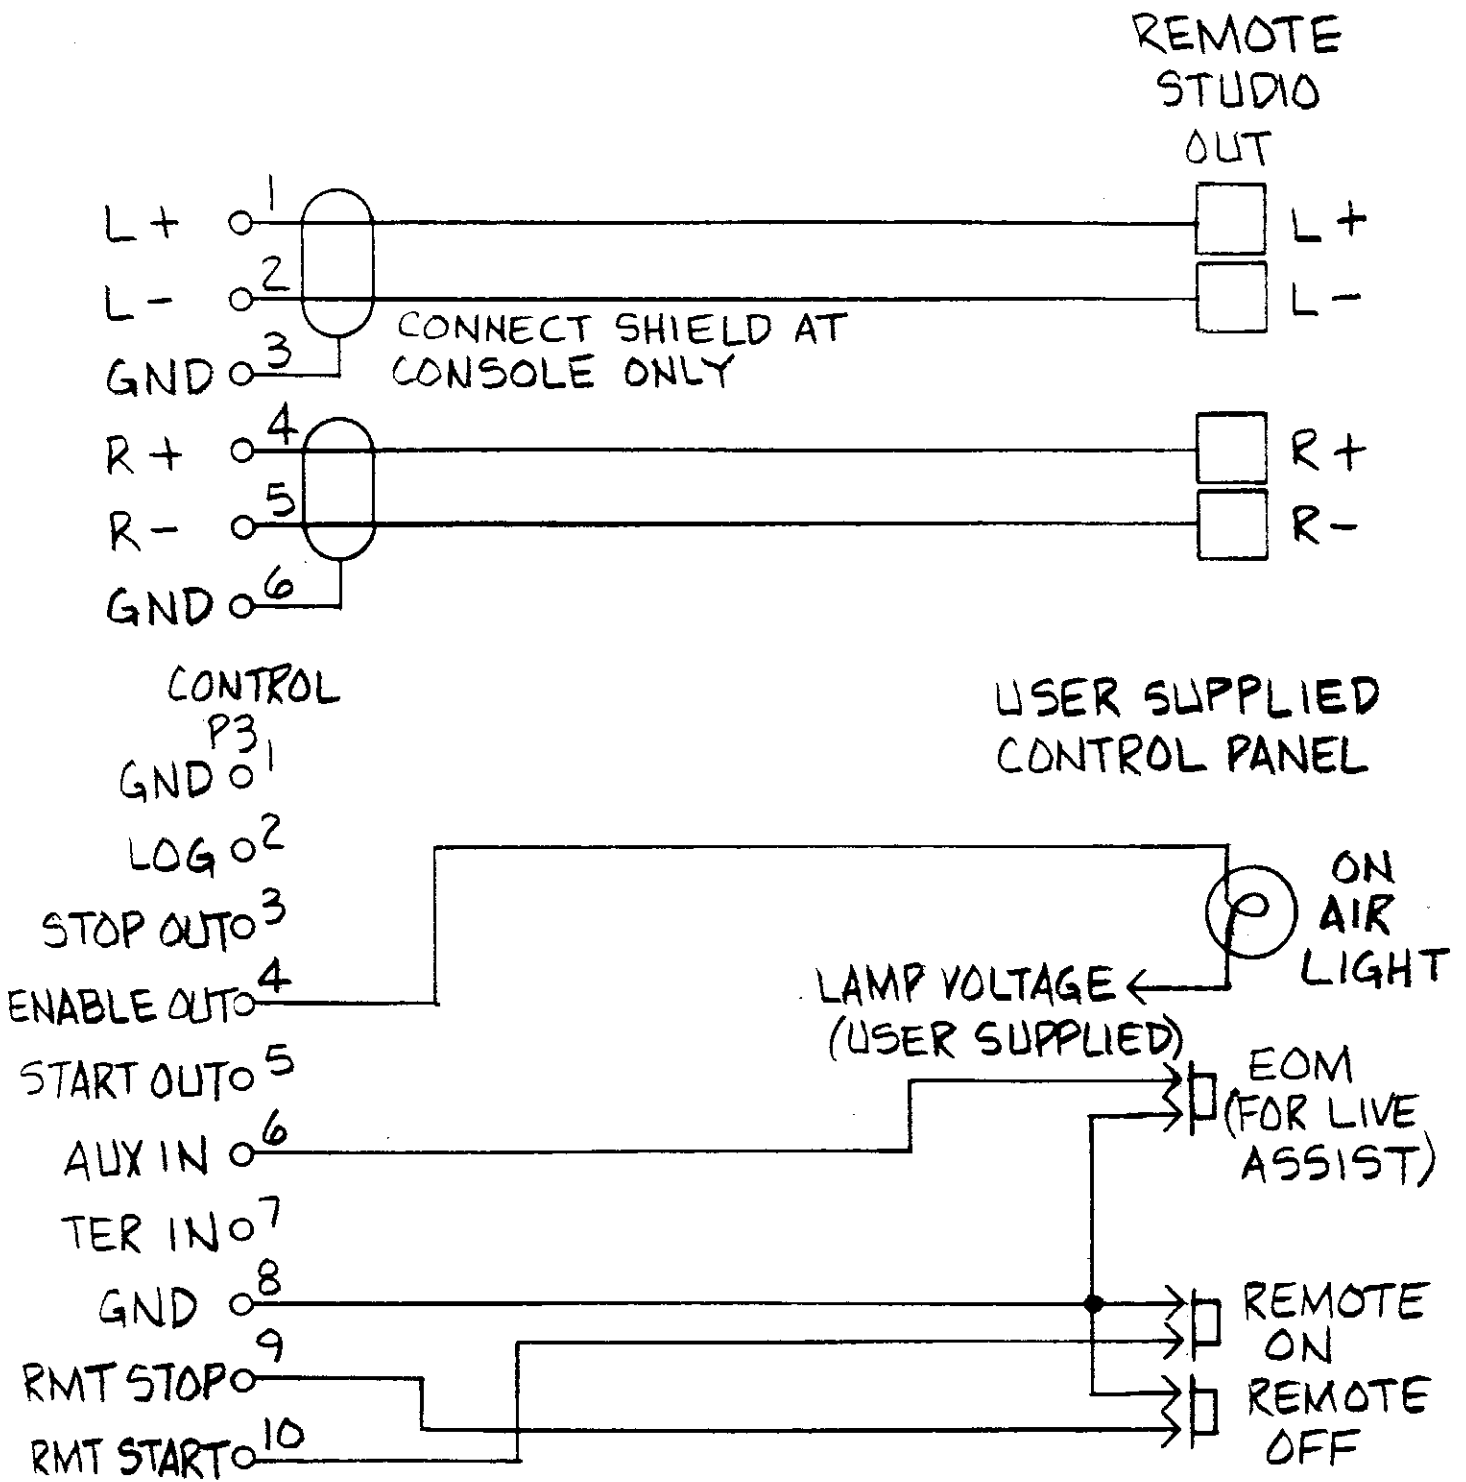 REMOTE
STUDIO
OUT
L + 1 L +
L - 2 L -
CONNECT SHIELD AT
CONSOLE ONLY
GND 3
R + 4 R +
R - 5 R -
GND 6
CONTROL
P3
USER SUPPLIED
CONTROL PANEL
GND 1
LOG 2
STOP OUT 3
ENABLE OUT 4
ON
AIR
LIGHT
LAMP VOLTAGE
(USER SUPPLIED)
START OUT 5
EOM
(FOR LIVE
ASSIST)
AUX IN 6
TER IN 7
GND 8
REMOTE
ON
RMT STOP 9
REMOTE
OFF
RMT START 10